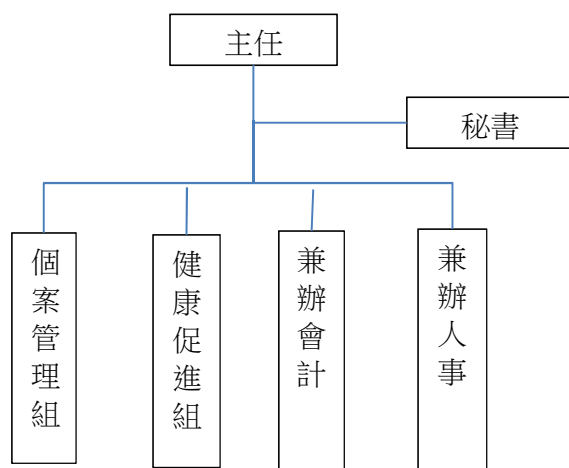 主任
秘書
個案管理組
健康促進組
兼辦會計
兼辦人事